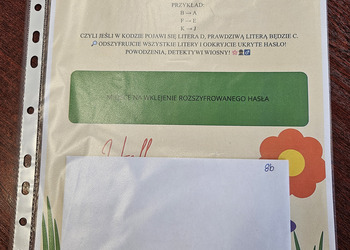 PRZYKŁAD:
B → A
F → E
K → J
CZYLI JEŚLI W KODZIE POJAWI SIĘ LITERA D, PRAWDZIWĄ LITERĄ BĘDZIE C.
🔎 ODSZYFRUJCIE WSZYSTKIE LITERY I ODKRYJCIE UKRYTE HASŁO!
POWODZENIA, DETEKTYWI WIOSNY!
NA WKLEJENIE ROZSZYFROWANEGO HASŁA
8b